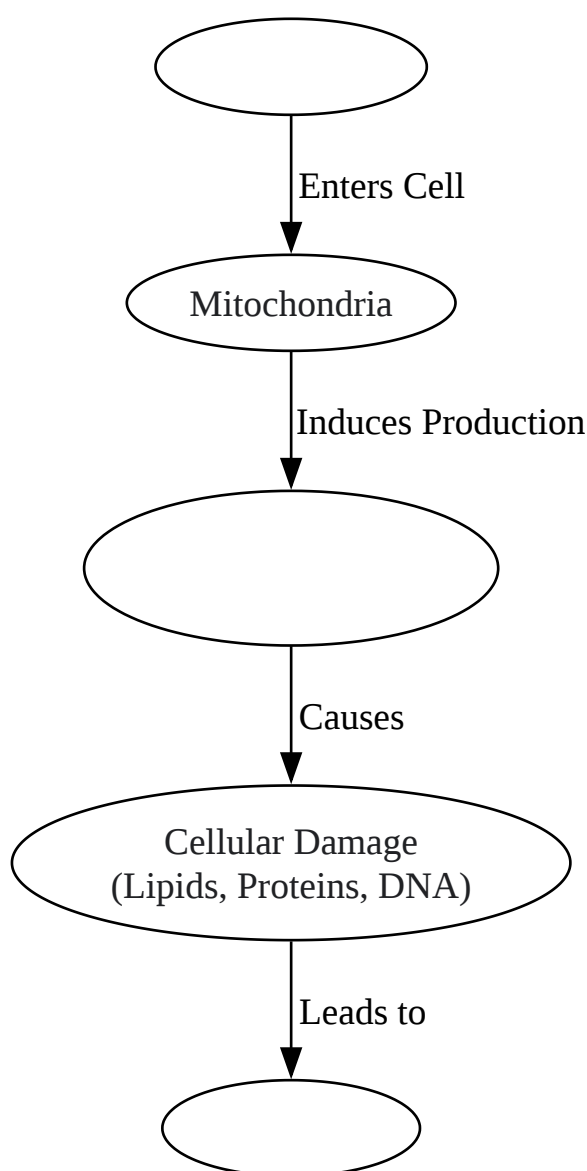 Enters Cell
Mitochondria
Induces Production
Causes
Cellular Damage
(Lipids, Proteins, DNA)
Leads to